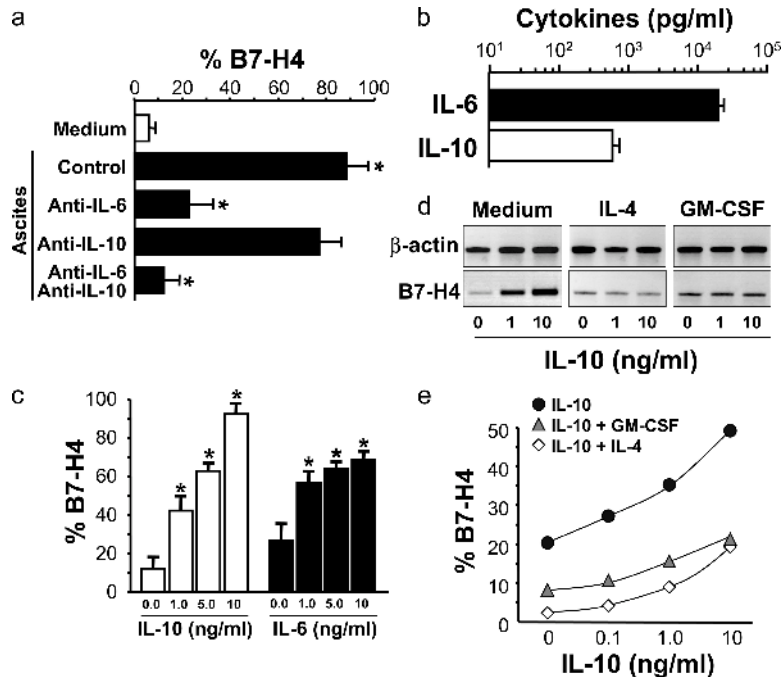 a
% B7-H4
0 20 40 60 80 100
Medium
Control *
Anti-IL-6 *
Anti-IL-10
Anti-IL-6
Anti-IL-10 *
Ascites
b
Cytokines (pg/ml)
10¹ 10² 10³ 10⁴ 10⁵
IL-6
IL-10
d
Medium IL-4 GM-CSF
β-actin
B7-H4
0 1 10 0 1 10 0 1 10
IL-10 (ng/ml)
c
% B7-H4
100
80
60
40
20
0
* * * * * *
0.0 1.0 5.0 10 0.0 1.0 5.0 10
IL-10 (ng/ml) IL-6 (ng/ml)
e
IL-10
IL-10 + GM-CSF
IL-10 + IL-4
% B7-H4
50
40
30
20
10
0
0 0.1 1.0 10
IL-10 (ng/ml)